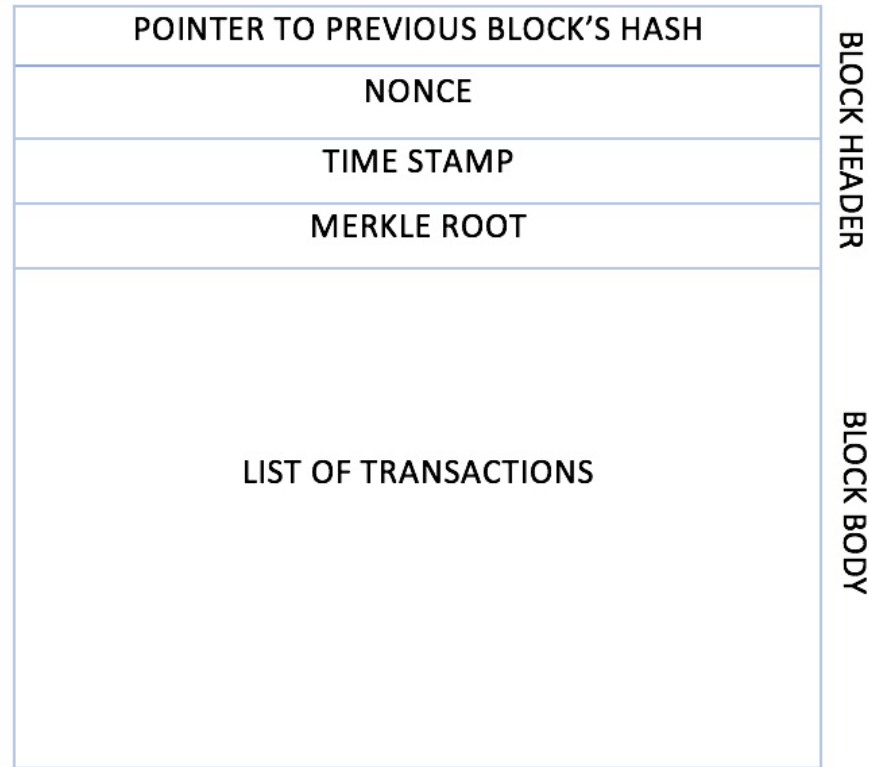 POINTER TO PREVIOUS BLOCK’S HASH
NONCE
TIME STAMP
MERKLE ROOT
BLOCK HEADER
LIST OF TRANSACTIONS
BLOCK BODY